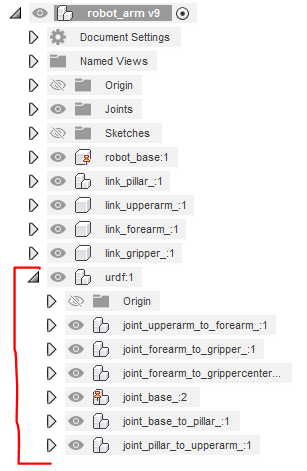 robot_arm v9
Document Settings
Named Views
Origin
Joints
Sketches
robot_base:1
link_pillar_:1
link_upperarm_:1
link_forearm_:1
link_gripper_:1
urdf:1
Origin
joint_upperarm_to_forearm_:1
joint_forearm_to_gripper_:1
joint_forearm_to_grippercenter...
joint_base_:2
joint_base_to_pillar_:1
joint_pillar_to_upperarm_:1